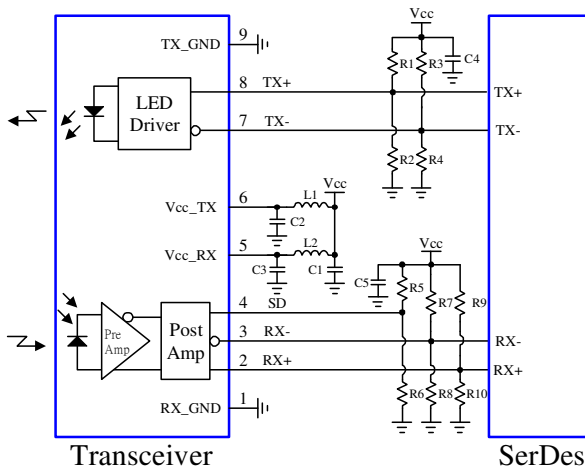 Vcc
9
TX_GND
R1 R3 C4
8 TX+ TX+
LED
Driver
7 TX- TX-
R2 R4
Vcc
6 L1
Vcc_TX
C2
5 L2 Vcc
Vcc_RX
C3 C1 C5 R5 R7 R9
4 SD
Pre
Amp
Post
Amp
3 RX- RX-
2 RX+ RX+
R6 R8 R10
1
RX_GND
Transceiver SerDes